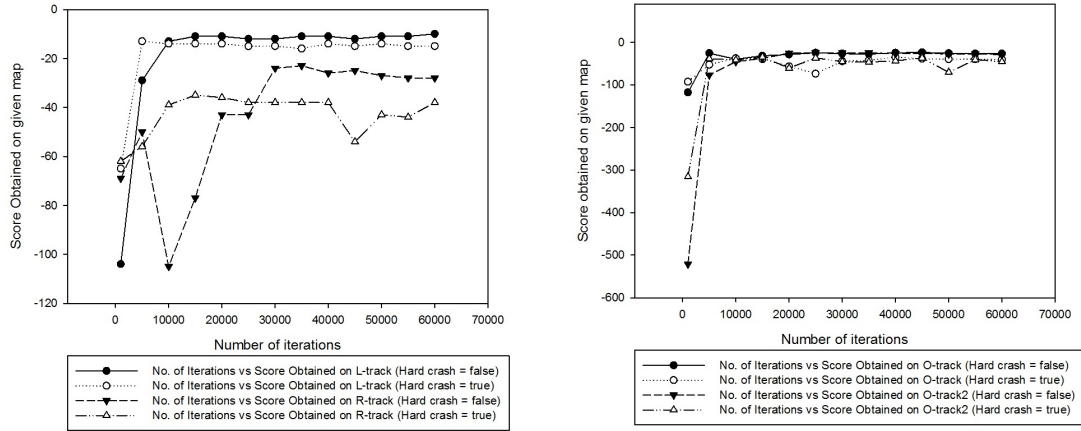 0
-20
-40
-60
-80
-100
-120
Score Obtained on given map
0 10000 20000 30000 40000 50000 60000 70000
Number of iterations
No. of Iterations vs Score Obtained on L-track (Hard crash = false)
No. of Iterations vs Score Obtained on L-track (Hard crash = true)
No. of Iterations vs Score Obtained on R-track (Hard crash = false)
No. of Iterations vs Score Obtained on R-track (Hard crash = true)
0
-100
-200
-300
-400
-500
-600
Score obtained on given map
0 10000 20000 30000 40000 50000 60000 70000
Number of iterations
No. of Iterations vs Score Obtained on O-track (Hard crash = false)
No. of Iterations vs Score Obtained on O-track (Hard crash = true)
No. of Iterations vs Score Obtained on O-track2 (Hard crash = false)
No. of Iterations vs Score Obtained on O-track2 (Hard crash = true)